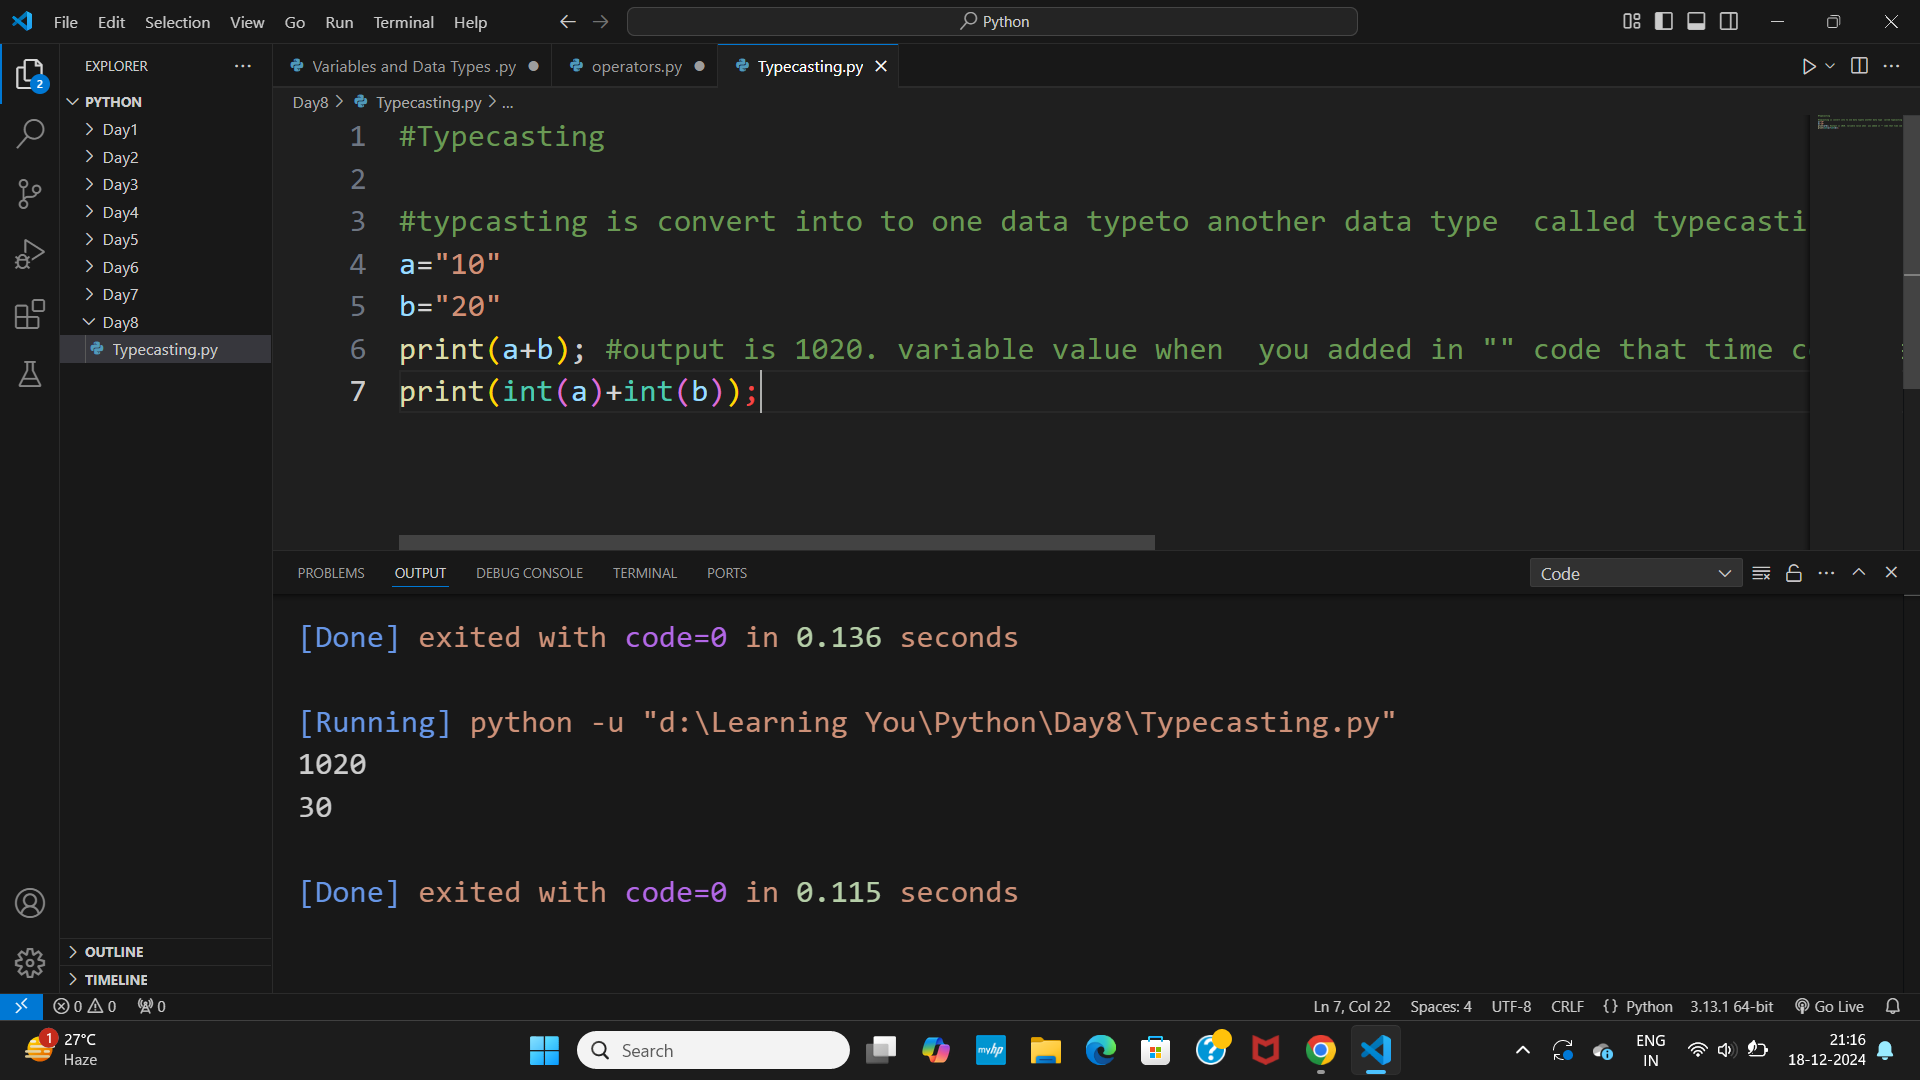 File Edit Selection View Go Run Terminal Help
Python
EXPLORER
Variables and Data Types .py
operators.py
Typecasting.py
2
PYTHON
Day1
Day2
Day3
Day4
Day5
Day6
Day7
Day8
Typecasting.py
OUTLINE
TIMELINE
Day8 > Typecasting.py > ...
1 #Typecasting
2
3 #typcasting is convert into to one data typeto another data type  called typecasti
4 a="10"
5 b="20"
6 print(a+b); #output is 1020. variable value when  you added in "" code that time c
7 print(int(a)+int(b));
PROBLEMS OUTPUT DEBUG CONSOLE TERMINAL PORTS
Code
[Done] exited with code=0 in 0.136 seconds
[Running] python -u "d:\Learning You\Python\Day8\Typecasting.py"
1020
30
[Done] exited with code=0 in 0.115 seconds
0 0 0
Ln 7, Col 22 Spaces: 4 UTF-8 CRLF {} Python 3.13.1 64-bit Go Live
1
27°C
Haze
Search
myhp
ENG
IN
21:16
18-12-2024